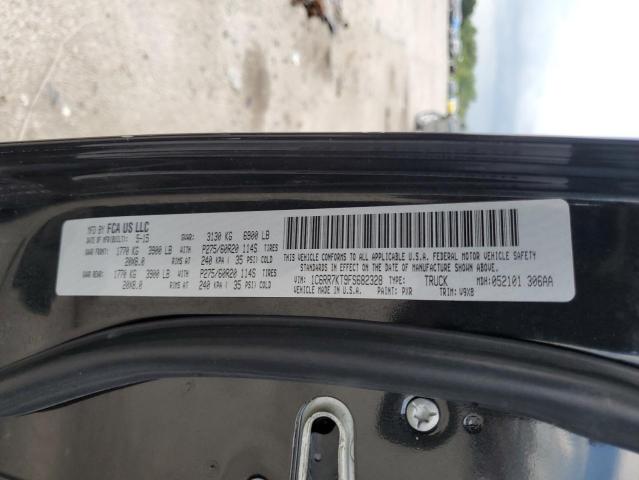 MFG BY FCA US LLC
DATE OF MFR(BUILT): 5-15 GVWR: 3130 KG 6900 LB
GAWR FRONT: 1770 KG 3900 LB WITH P275/60R20 114S TIRES
20X8.0 RIMS AT 240 KPA ( 35 PSI) COLD
GAWR REAR: 1770 KG 3900 LB WITH P275/60R20 114S TIRES
20X8.0 RIMS AT 240 KPA ( 35 PSI) COLD
THIS VEHICLE CONFORMS TO ALL APPLICABLE U.S.A. FEDERAL MOTOR VEHICLE SAFETY
STANDARDS IN EFFECT ON THE DATE OF MANUFACTURE SHOWN ABOVE.
VIN: 1C6RR7KT9FS682328 TYPE: TRUCK MDH: 052101 306AA
VEHICLE MADE IN U.S.A. PAINT: PXR TRIM: V9X8